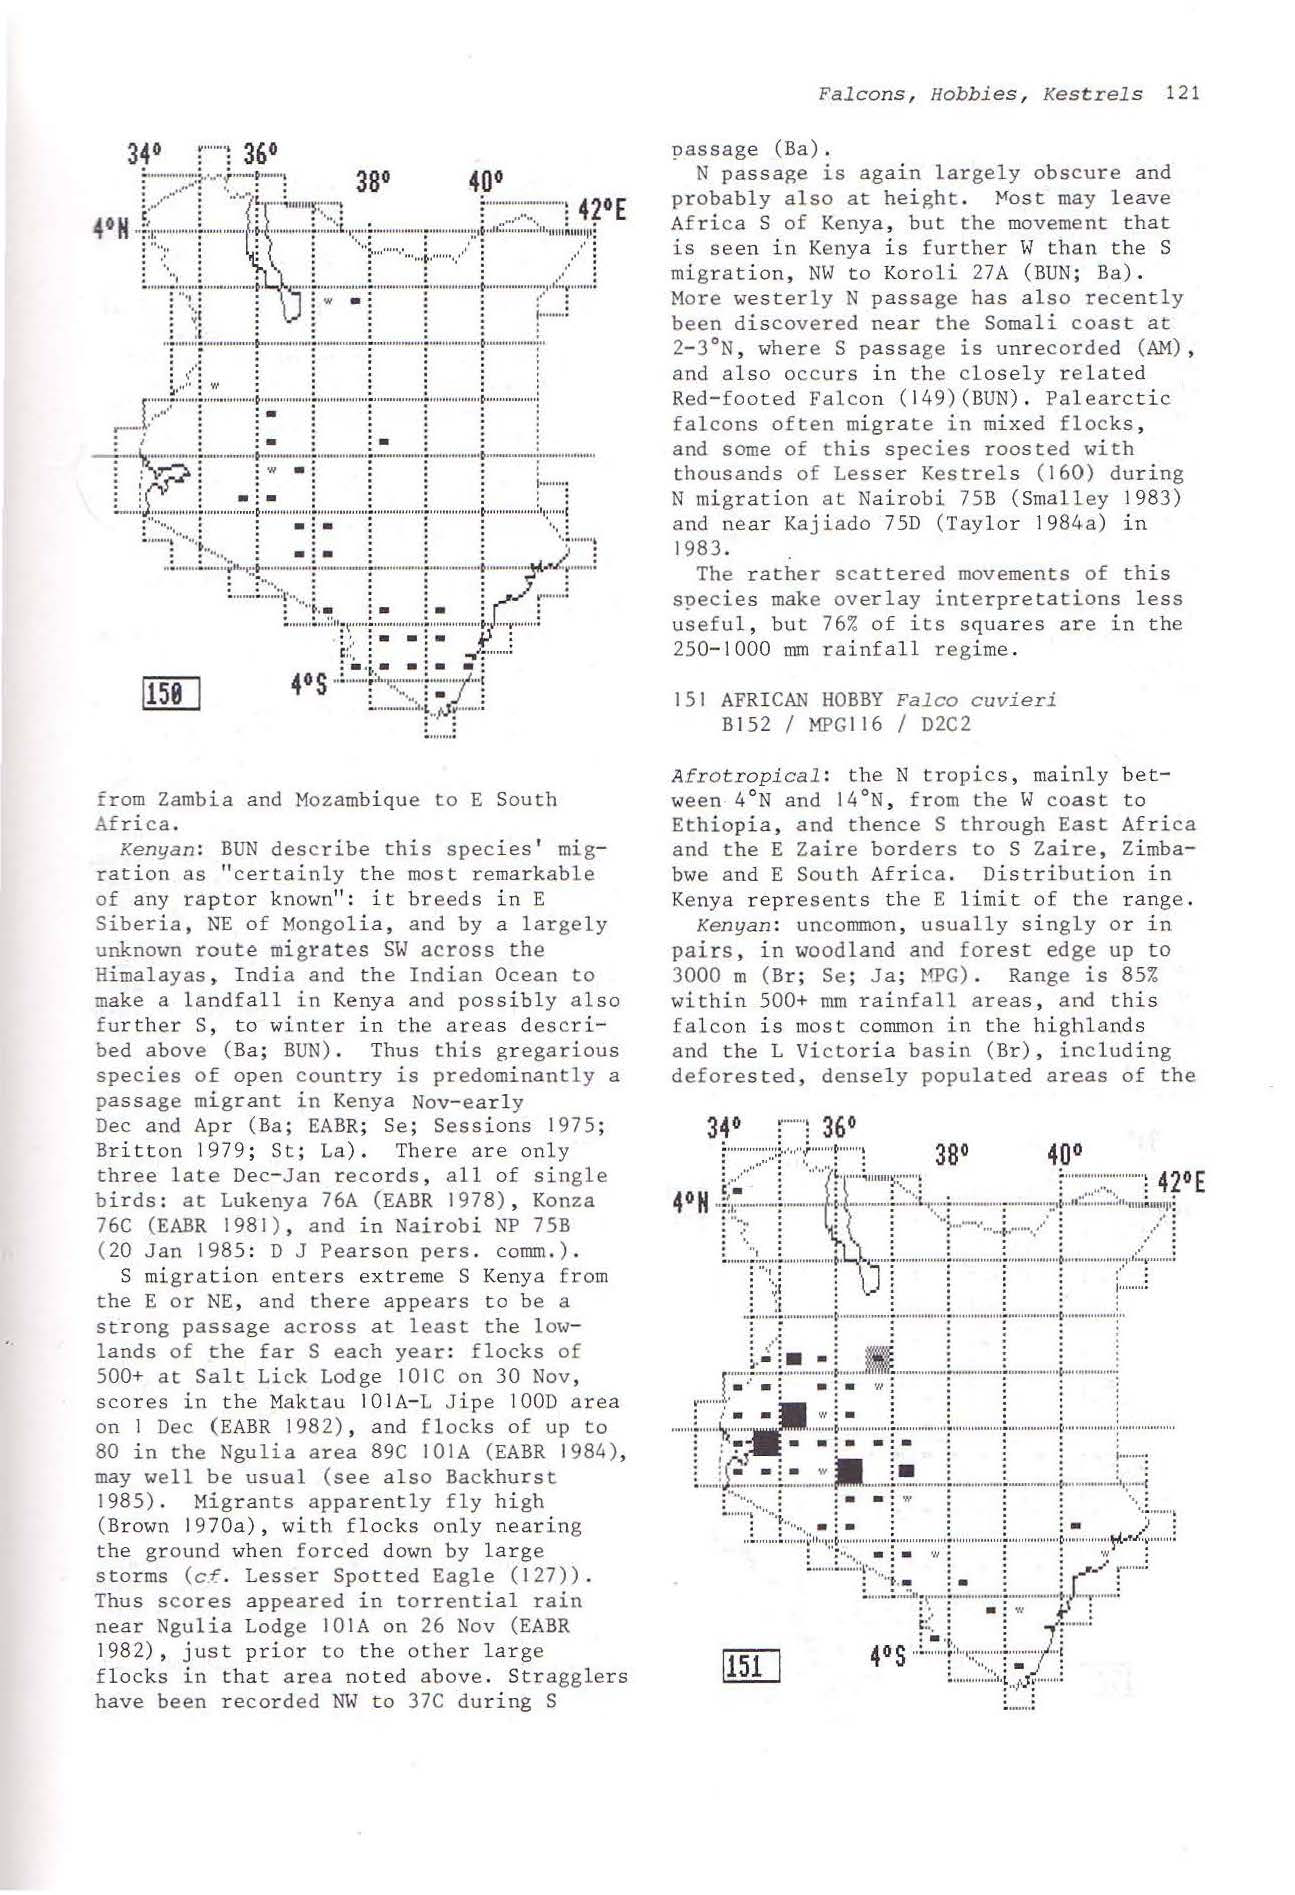 Falcons, Hobbies, Kestrels 121
34° 36°
38° 40°
42°E
4°N
w
w
w
4°S
150
from Zambia and Mozambique to E South
Africa.
Kenyan: BUN describe this species' mig-
ration as "certainly the most remarkable
of any raptor known": it breeds in E
Siberia, NE of Mongolia, and by a largely
unknown route migrates SW across the
Himalayas, India and the Indian Ocean to
make a landfall in Kenya and possibly also
further S, to winter in the areas descri-
bed above (Ba; BUN). Thus this gregarious
species of open country is predominantly a
passage migrant in Kenya Nov-early
Dec and Apr (Ba; EABR; Se; Sessions 1975;
Britton 1979; St; La). There are only
three late Dec-Jan records, all of single
birds: at Lukenya 76A (EABR 1978), Konza
76C (EABR 1981), and in Nairobi NP 75B
(20 Jan 1985: D J Pearson pers. comm.).
S migration enters extreme S Kenya from
the E or NE, and there appears to be a
strong passage across at least the low-
lands of the far S each year: flocks of
500+ at Salt Lick Lodge 101C on 30 Nov,
scores in the Maktau 101A-L Jipe 100D area
on 1 Dec (EABR 1982), and flocks of up to
80 in the Ngulia area 89C 101A (EABR 1984),
may well be usual (see also Backhurst
1985). Migrants apparently fly high
(Brown 1970a), with flocks only nearing
the ground when forced down by large
storms (cf. Lesser Spotted Eagle (127)).
Thus scores appeared in torrential rain
near Ngulia Lodge 101A on 26 Nov (EABR
1982), just prior to the other large
flocks in that area noted above. Stragglers
have been recorded NW to 37C during S
passage (Ba).
N passage is again largely obscure and
probably also at height. Most may leave
Africa S of Kenya, but the movement that
is seen in Kenya is further W than the S
migration, NW to Koroli 27A (BUN; Ba).
More westerly N passage has also recently
been discovered near the Somali coast at
2-3°N, where S passage is unrecorded (AM),
and also occurs in the closely related
Red-footed Falcon (149)(BUN). Palearctic
falcons often migrate in mixed flocks,
and some of this species roosted with
thousands of Lesser Kestrels (160) during
N migration at Nairobi 75B (Smalley 1983)
and near Kajiado 75D (Taylor 1984a) in
1983.
The rather scattered movements of this
species make overlay interpretations less
useful, but 76% of its squares are in the
250-1000 mm rainfall regime.
151 AFRICAN HOBBY Falco cuvieri
B152 / MPG116 / D2C2
Afrotropical: the N tropics, mainly bet-
ween 4°N and 14°N, from the W coast to
Ethiopia, and thence S through East Africa
and the E Zaire borders to S Zaire, Zimba-
bwe and E South Africa. Distribution in
Kenya represents the E limit of the range.
Kenyan: uncommon, usually singly or in
pairs, in woodland and forest edge up to
3000 m (Br; Se; Ja; MPG). Range is 85%
within 500+ mm rainfall areas, and this
falcon is most common in the highlands
and the L Victoria basin (Br), including
deforested, densely populated areas of the
34° 36°
38° 40°
42°E
4°N
w
w
w
w
w
w
w
4°S
151